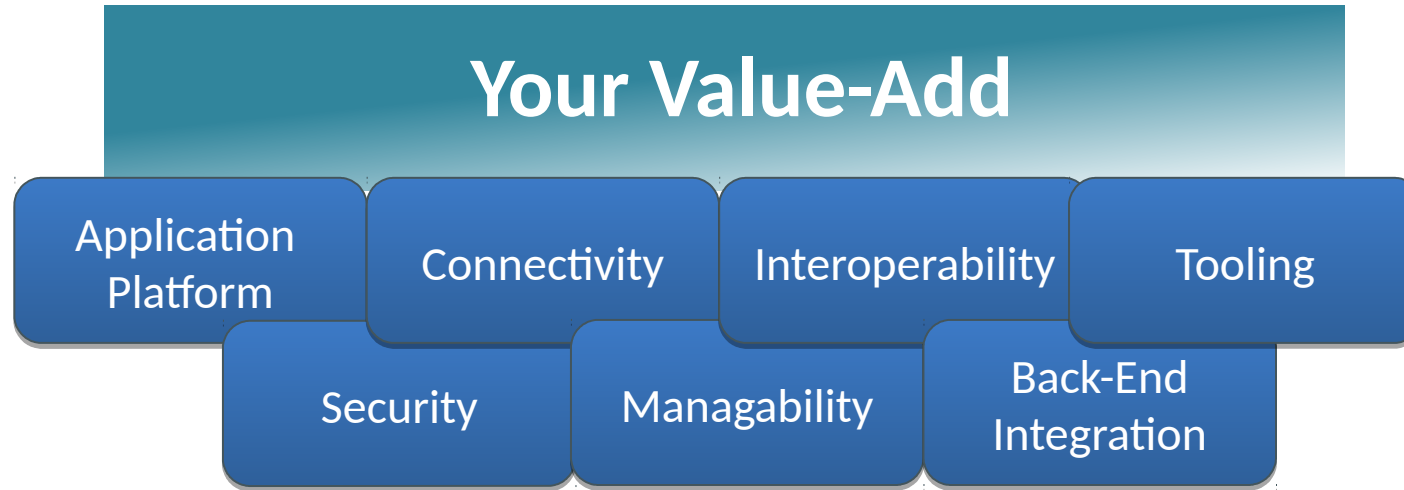 Your Value-Add
Application
Platform
Connectivity
Interoperability
Tooling
Security
Managability
Back-End
Integration